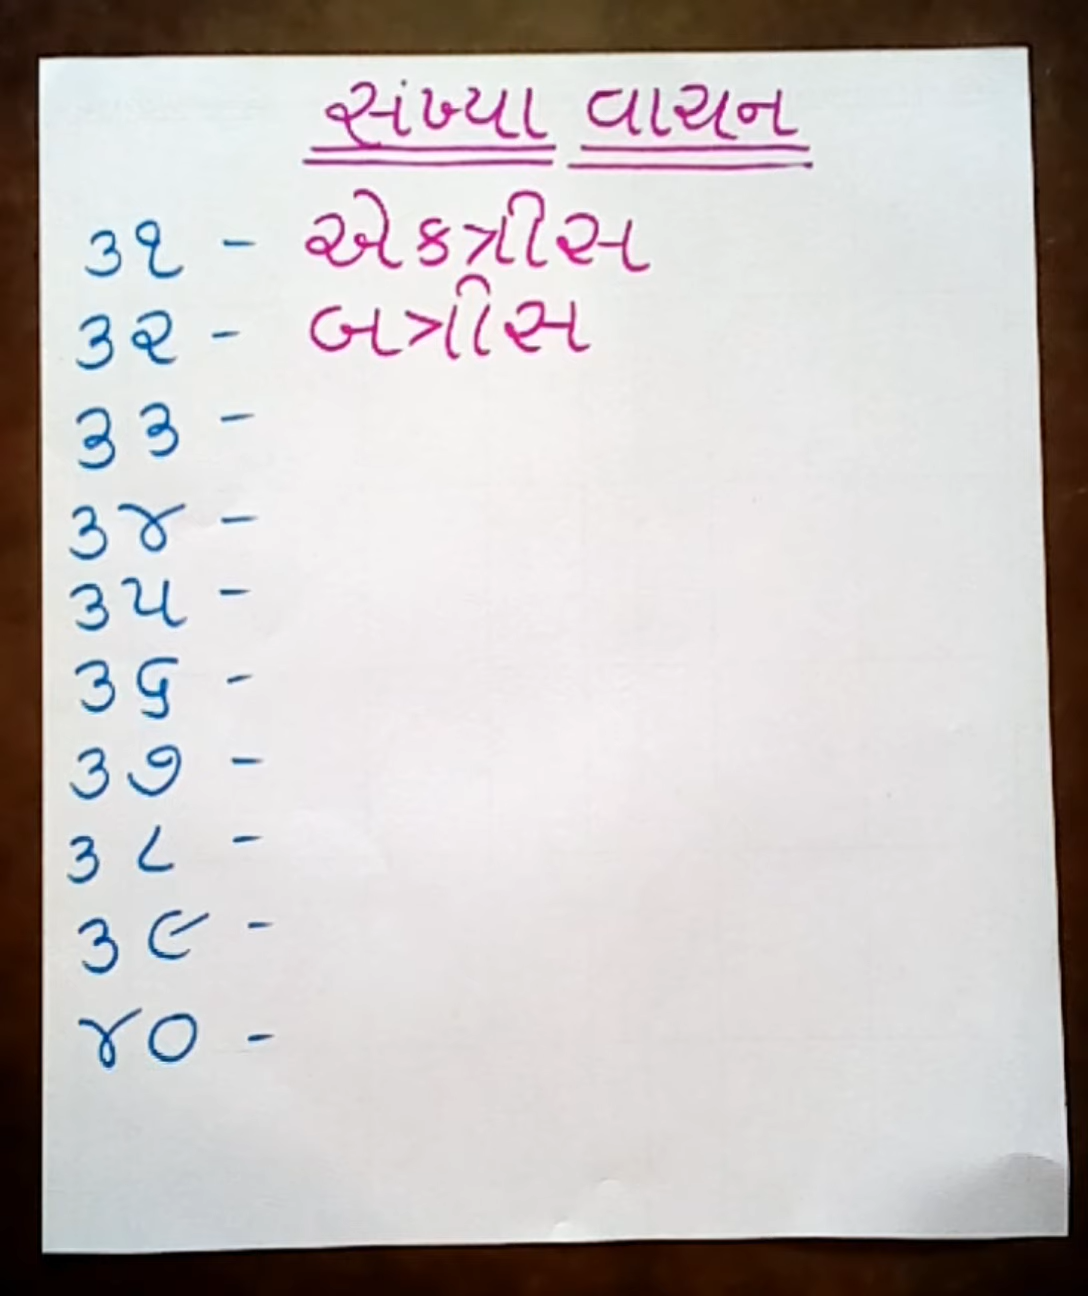 સંખ્યા વાચન
૩૧ - એકત્રીસ
૩૨ - બત્રીસ
૩૩ -
૩૪ -
૩૫ -
૩૬ -
૩૭ -
૩૮ -
૩૯ -
૪૦ -